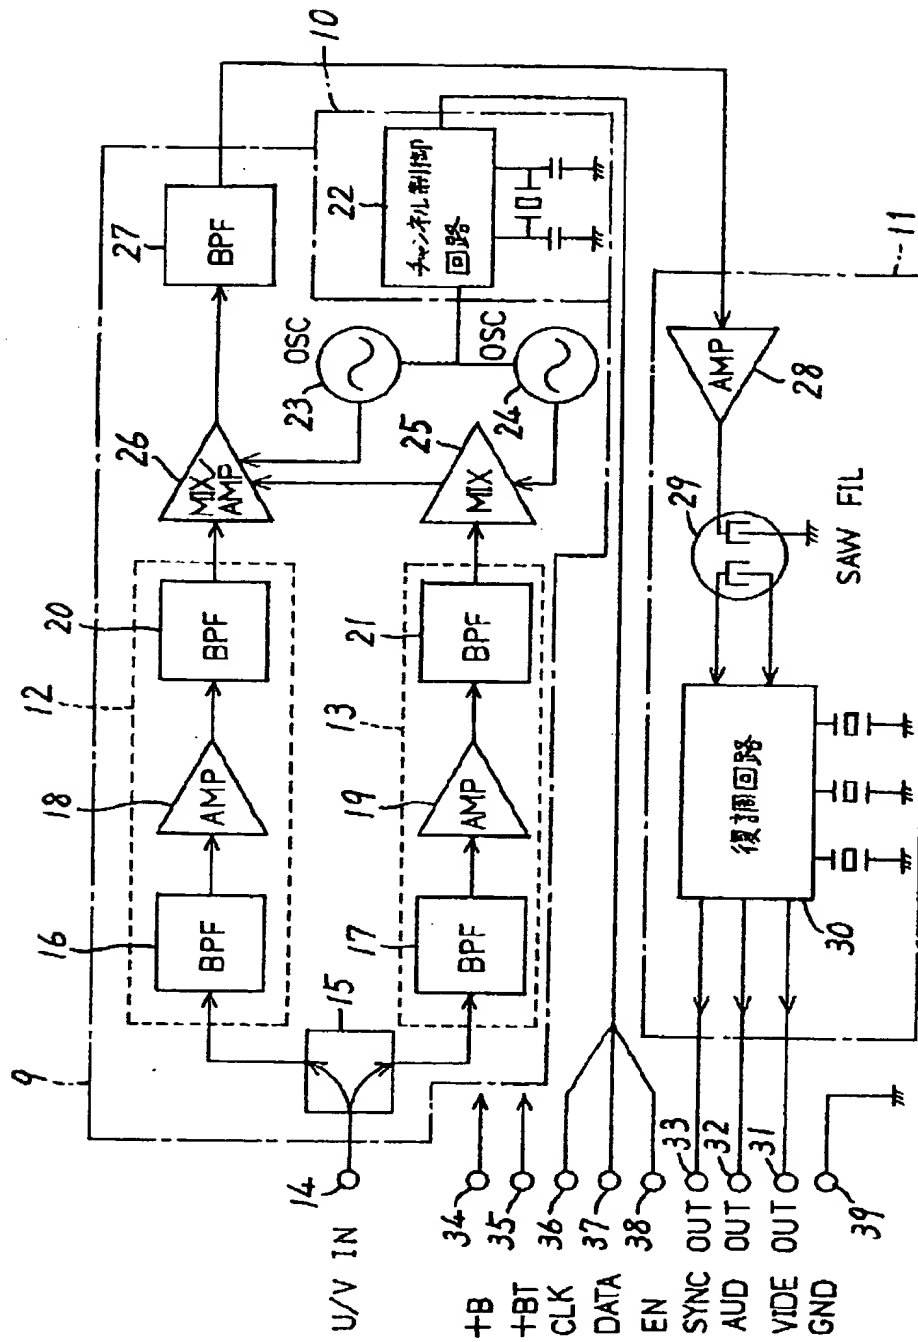 9
12
18
20
26
27
10
16
BPF
AMP
BPF
MIX/
AMP
BPF
22
チャンネル制御
回路
15
23
OSC
OSC
24
U/V IN
14
13
17
19
21
25
BPF
AMP
BPF
MIX
+B
34
+BT
35
CLK
36
DATA
37
EN
38
SYNC OUT
33
AUD OUT
32
VIDE OUT
31
GND
39
復調回路
30
29
SAW FIL
AMP
28
11